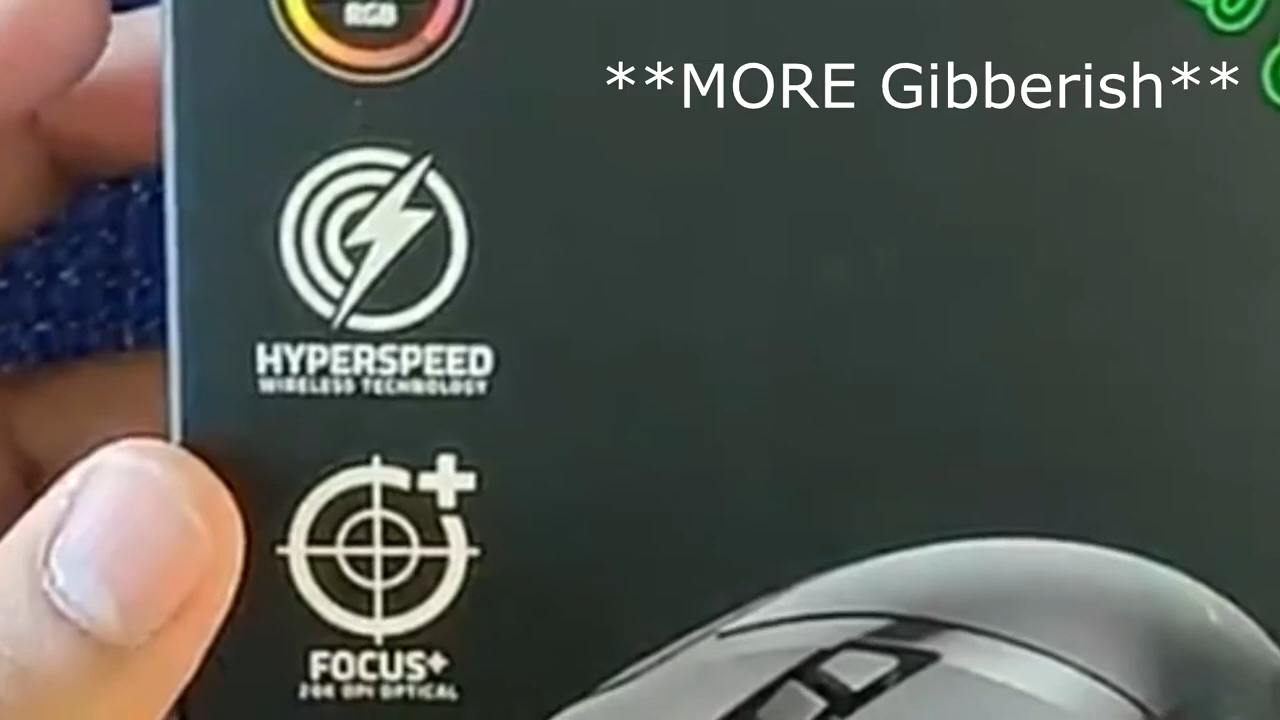 RGB
**MORE Gibberish**
HYPERSPEED
WIRELESS TECHNOLOGY
FOCUS+
20K DPI OPTICAL